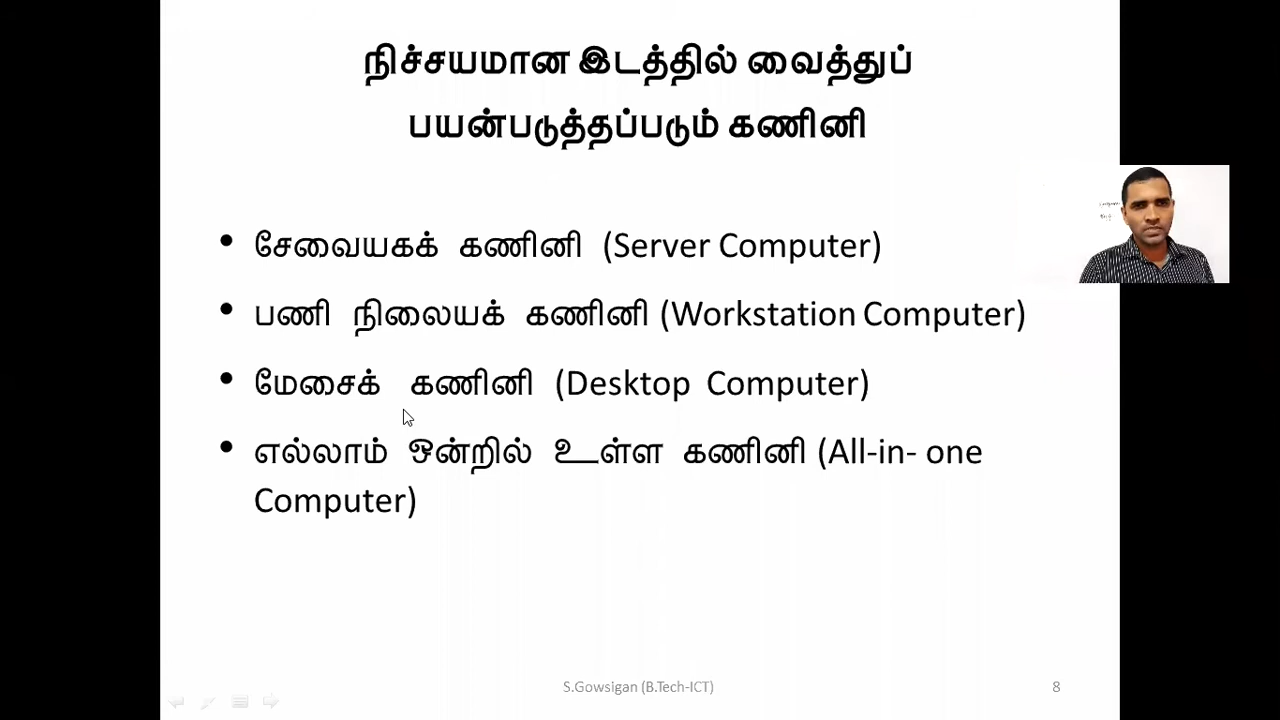 நிச்சயமான இடத்தில் வைத்துப்
பயன்படுத்தப்படும் கணினி
• சேவையகக் கணினி (Server Computer)
• பணி நிலையக் கணினி (Workstation Computer)
• மேசைக் கணினி (Desktop Computer)
• எல்லாம் ஒன்றில் உள்ள கணினி (All-in- one
Computer)
S.Gowsigan (B.Tech-ICT)
8